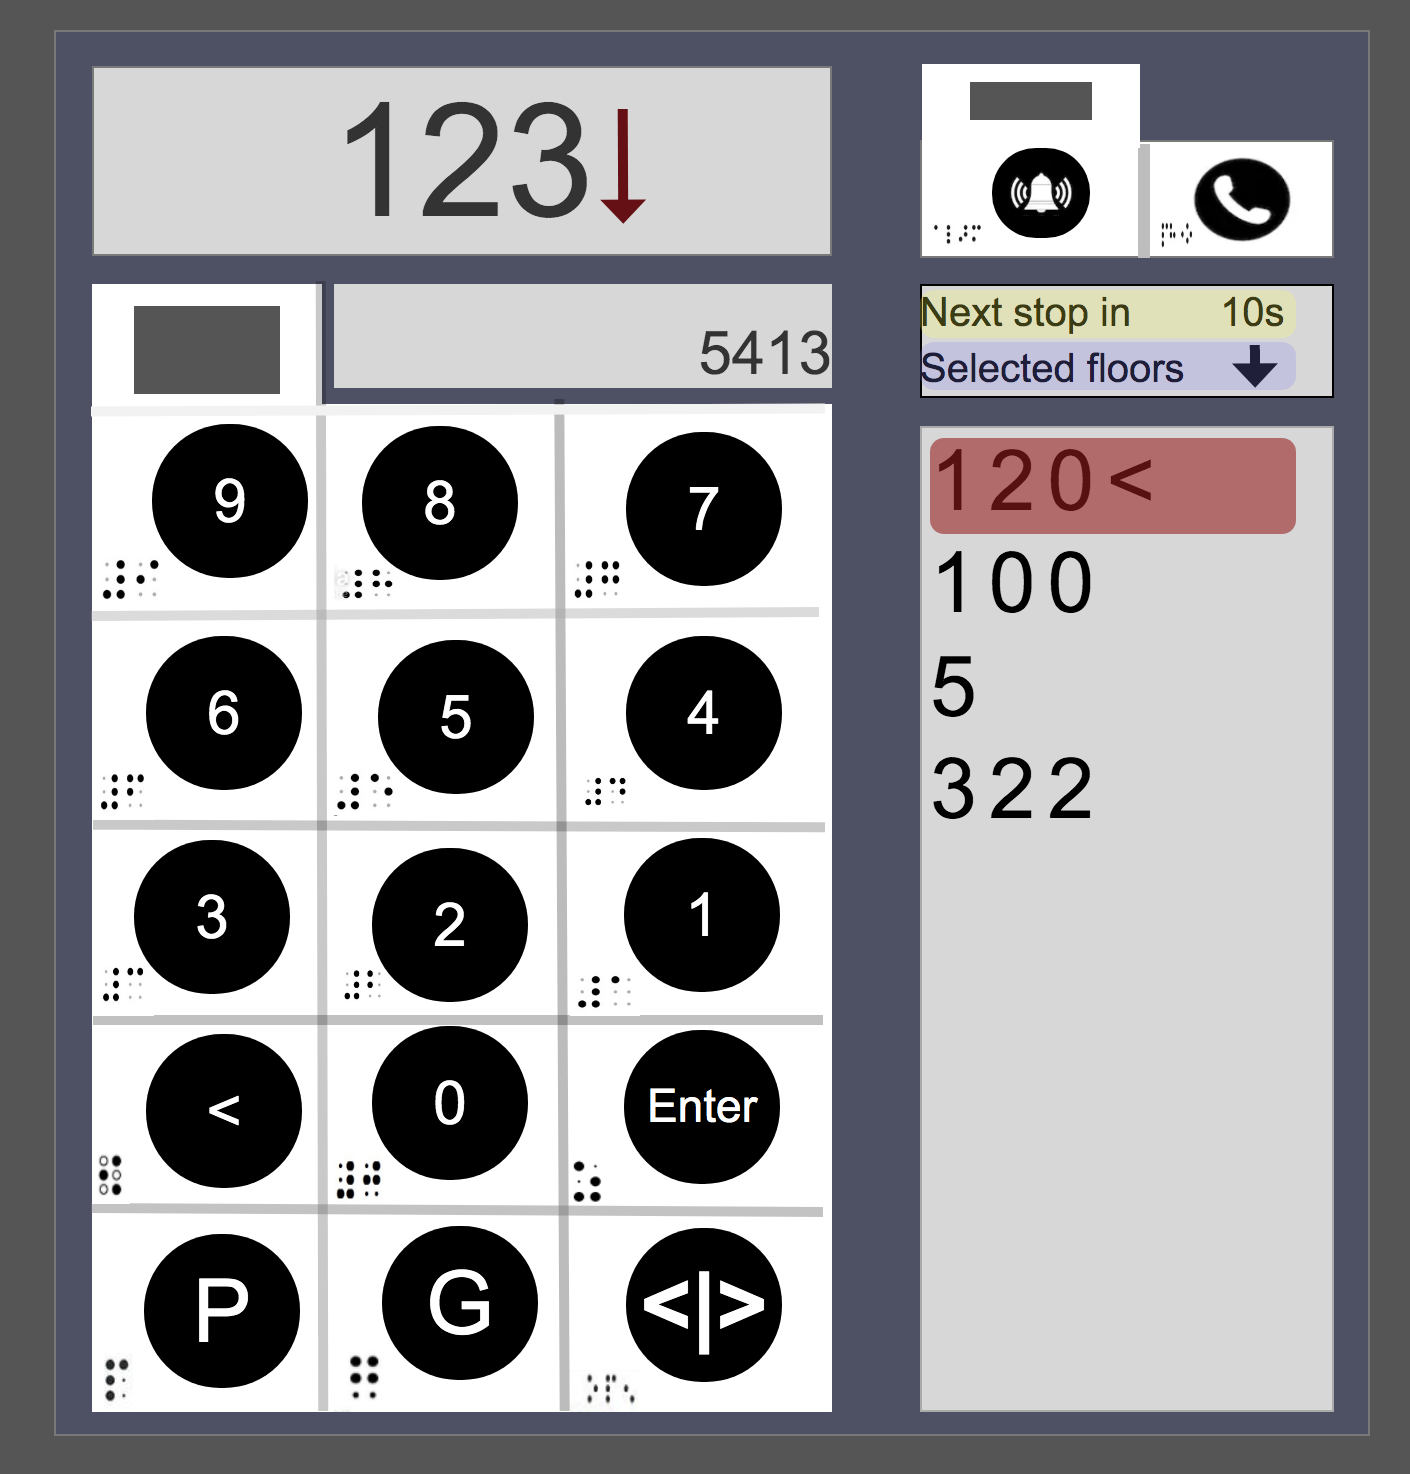 123↓
5413
Next stop in 10s
Selected floors ↓
120<
100
5
322
9 8 7
6 5 4
3 2 1
< 0 Enter
P G <|>